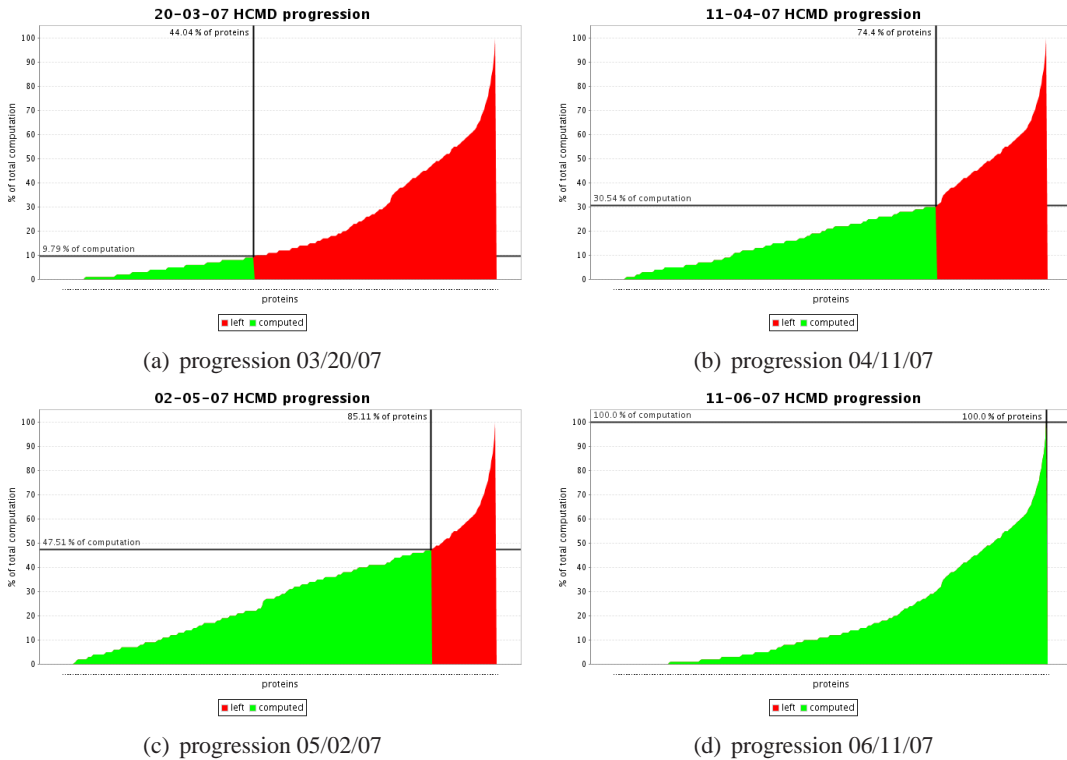 20-03-07 HCMD progression
44.04 % of proteins
100
90
80
70
60
50
40
30
20
10
0
% of total computation
9.79 % of computation
proteins
left computed
(a) progression 03/20/07
11-04-07 HCMD progression
74.4 % of proteins
100
90
80
70
60
50
40
30
20
10
0
% of total computation
30.54 % of computation
proteins
left computed
(b) progression 04/11/07
02-05-07 HCMD progression
85.11 % of proteins
100
90
80
70
60
50
40
30
20
10
0
% of total computation
47.51 % of computation
proteins
left computed
(c) progression 05/02/07
11-06-07 HCMD progression
100.0 % of computation
100.0 % of proteins
100
90
80
70
60
50
40
30
20
10
0
% of total computation
proteins
left computed
(d) progression 06/11/07